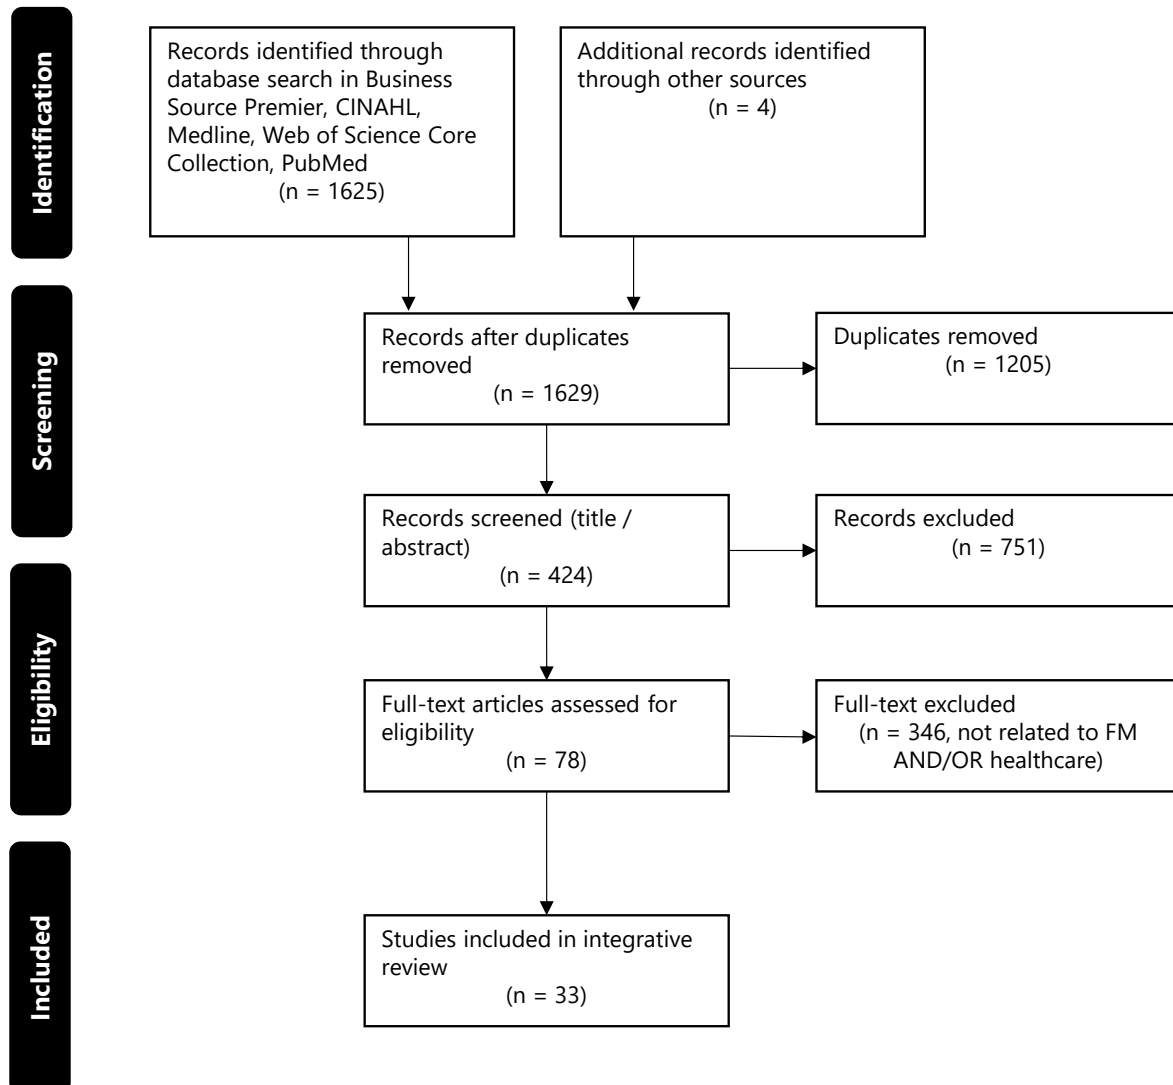 Identification
Records identified through
database search in Business
Source Premier, CINAHL,
Medline, Web of Science Core
Collection, PubMed
(n = 1625)
Additional records identified
through other sources
(n = 4)
Screening
Records after duplicates
removed
(n = 1629)
Duplicates removed
(n = 1205)
Records screened (title /
abstract)
(n = 424)
Records excluded
(n = 751)
Eligibility
Full-text articles assessed for
eligibility
(n = 78)
Full-text excluded
(n = 346, not related to FM
AND/OR healthcare)
Included
Studies included in integrative
review
(n = 33)